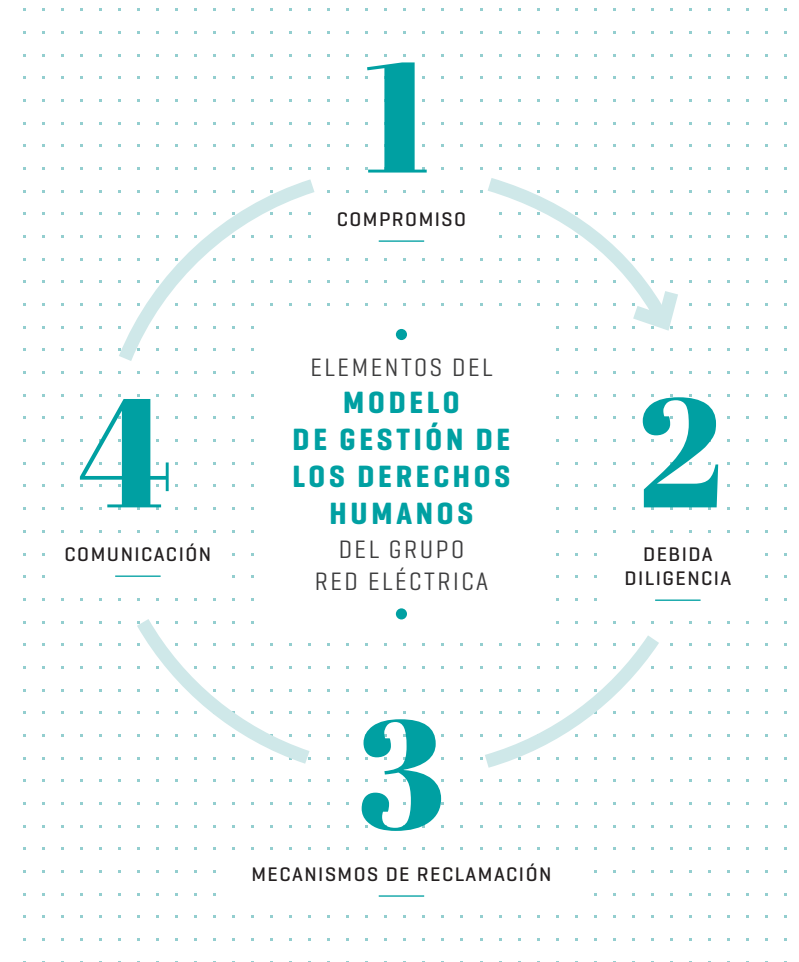 1
COMPROMISO
ELEMENTOS DEL
MODELO
DE GESTIÓN DE
LOS DERECHOS
HUMANOS
DEL GRUPO
RED ELÉCTRICA
2
DEBIDA
DILIGENCIA
3
MECANISMOS DE RECLAMACIÓN
4
COMUNICACIÓN